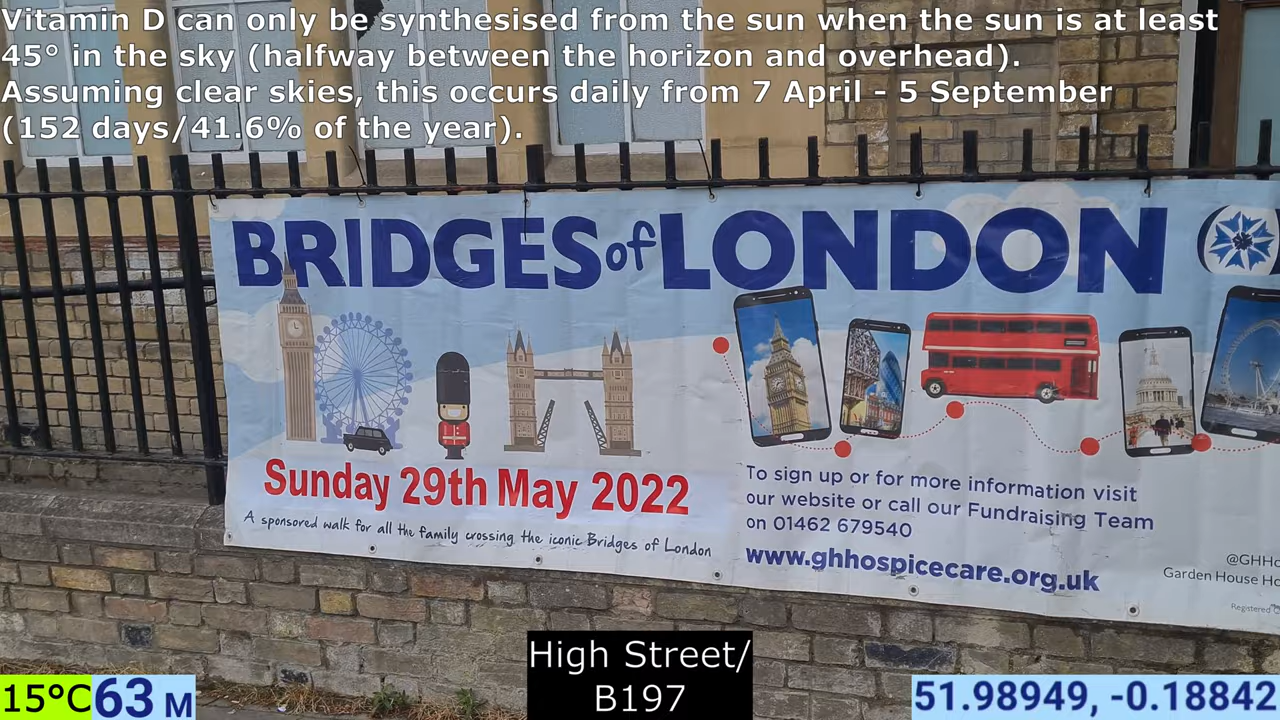 Vitamin D can only be synthesised from the sun when the sun is at least
45° in the sky (halfway between the horizon and overhead).
Assuming clear skies, this occurs daily from 7 April - 5 September
(152 days/41.6% of the year).
BRIDGES of LONDON
Sunday 29th May 2022
A sponsored walk for all the family crossing the iconic Bridges of London
To sign up or for more information visit
our website or call our Fundraising Team
on 01462 679540
www.ghhospicecare.org.uk
@GHHo
Garden House Ho
Registered
High Street/
B197
15°C 63 M
51.98949, -0.18842